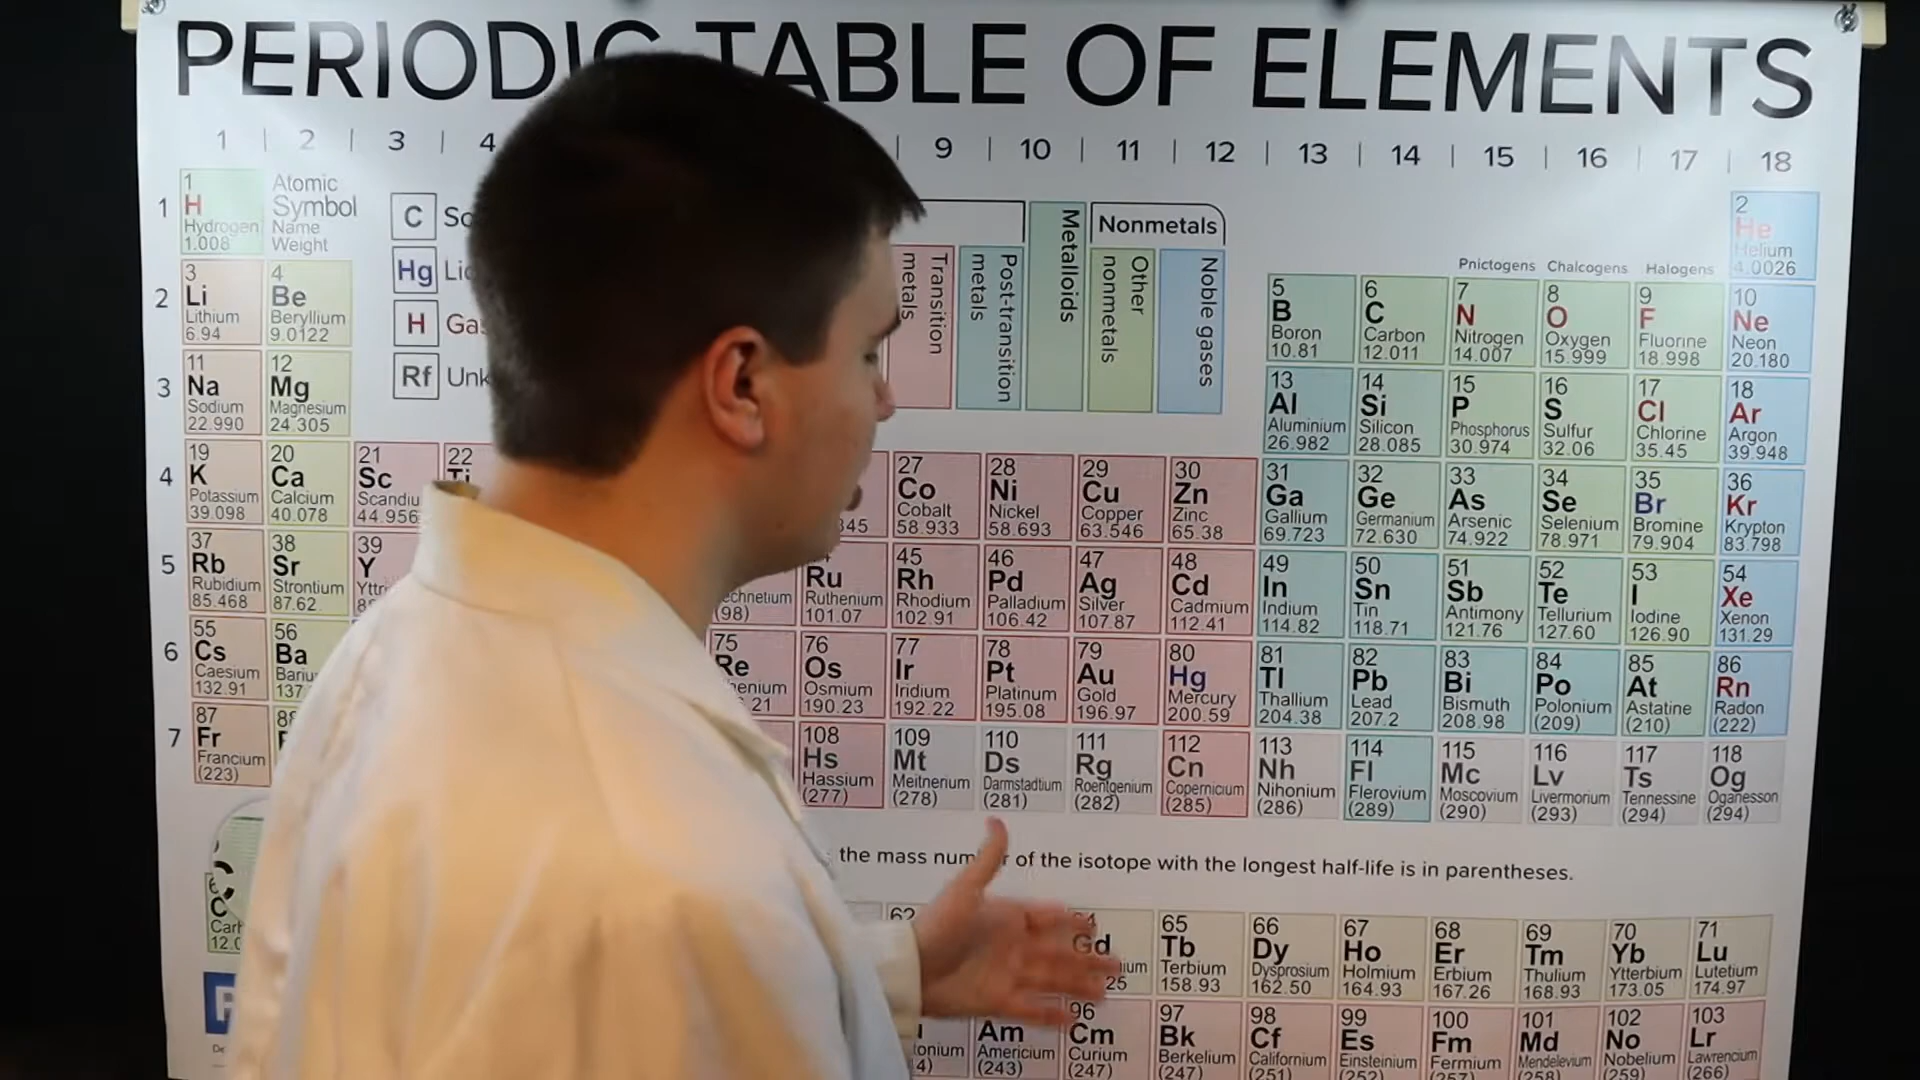 PERIODIC TABLE OF ELEMENTS
1 | 2 | 3 | 4 | 9 | 10 | 11 | 12 | 13 | 14 | 15 | 16 | 17 | 18
1
1
H
Hydrogen
1.008
Atomic
Symbol
Name
Weight
C
Hg
H
Rf
Transition
metals
Post-transition
metals
Metalloids
Nonmetals
Other
nonmetals
Noble gases
Pnictogens Chalcogens Halogens
2
He
Helium
4.0026
2
3
Li
Lithium
6.94
4
Be
Beryllium
9.0122
5
B
Boron
10.81
6
C
Carbon
12.011
7
N
Nitrogen
14.007
8
O
Oxygen
15.999
9
F
Fluorine
18.998
10
Ne
Neon
20.180
3
11
Na
Sodium
22.990
12
Mg
Magnesium
24.305
13
Al
Aluminium
26.982
14
Si
Silicon
28.085
15
P
Phosphorus
30.974
16
S
Sulfur
32.06
17
Cl
Chlorine
35.45
18
Ar
Argon
39.948
4
19
K
Potassium
39.098
20
Ca
Calcium
40.078
21
Sc
Scandiu
44.956
22
Ti
845
27
Co
Cobalt
58.933
28
Ni
Nickel
58.693
29
Cu
Copper
63.546
30
Zn
Zinc
65.38
31
Ga
Gallium
69.723
32
Ge
Germanium
72.630
33
As
Arsenic
74.922
34
Se
Selenium
78.971
35
Br
Bromine
79.904
36
Kr
Krypton
83.798
5
37
Rb
Rubidium
85.468
38
Sr
Strontium
87.62
39
Y
Yttr
echnetium
(98)
Ru
Ruthenium
101.07
45
Rh
Rhodium
102.91
46
Pd
Palladium
106.42
47
Ag
Silver
107.87
48
Cd
Cadmium
112.41
49
In
Indium
114.82
50
Sn
Tin
118.71
51
Sb
Antimony
121.76
52
Te
Tellurium
127.60
53
I
Iodine
126.90
54
Xe
Xenon
131.29
6
55
Cs
Caesium
132.91
56
Ba
Bariu
137
75
Re
henium
.21
76
Os
Osmium
190.23
77
Ir
Iridium
192.22
78
Pt
Platinum
195.08
79
Au
Gold
196.97
80
Hg
Mercury
200.59
81
Tl
Thallium
204.38
82
Pb
Lead
207.2
83
Bi
Bismuth
208.98
84
Po
Polonium
(209)
85
At
Astatine
(210)
86
Rn
Radon
(222)
7
87
Fr
Francium
(223)
108
Hs
Hassium
(277)
109
Mt
Meitnerium
(278)
110
Ds
Darmstadtium
(281)
111
Rg
Roentgenium
(282)
112
Cn
Copernicium
(285)
113
Nh
Nihonium
(286)
114
Fl
Flerovium
(289)
115
Mc
Moscovium
(290)
116
Lv
Livermorium
(293)
117
Ts
Tennessine
(294)
118
Og
Oganesson
(294)
the mass num of the isotope with the longest half-life is in parentheses.
62
Gd
ium
25
65
Tb
Terbium
158.93
66
Dy
Dysprosium
162.50
67
Ho
Holmium
164.93
68
Er
Erbium
167.26
69
Tm
Thulium
168.93
70
Yb
Ytterbium
173.05
71
Lu
Lutetium
174.97
onium
4)
Am
Americium
(243)
96
Cm
Curium
(247)
97
Bk
Berkelium
(247)
98
Cf
Californium
(251)
99
Es
Einsteinium
(252)
100
Fm
Fermium
(257)
101
Md
Mendelevium
(258)
102
No
Nobelium
(259)
103
Lr
Lawrencium
(266)